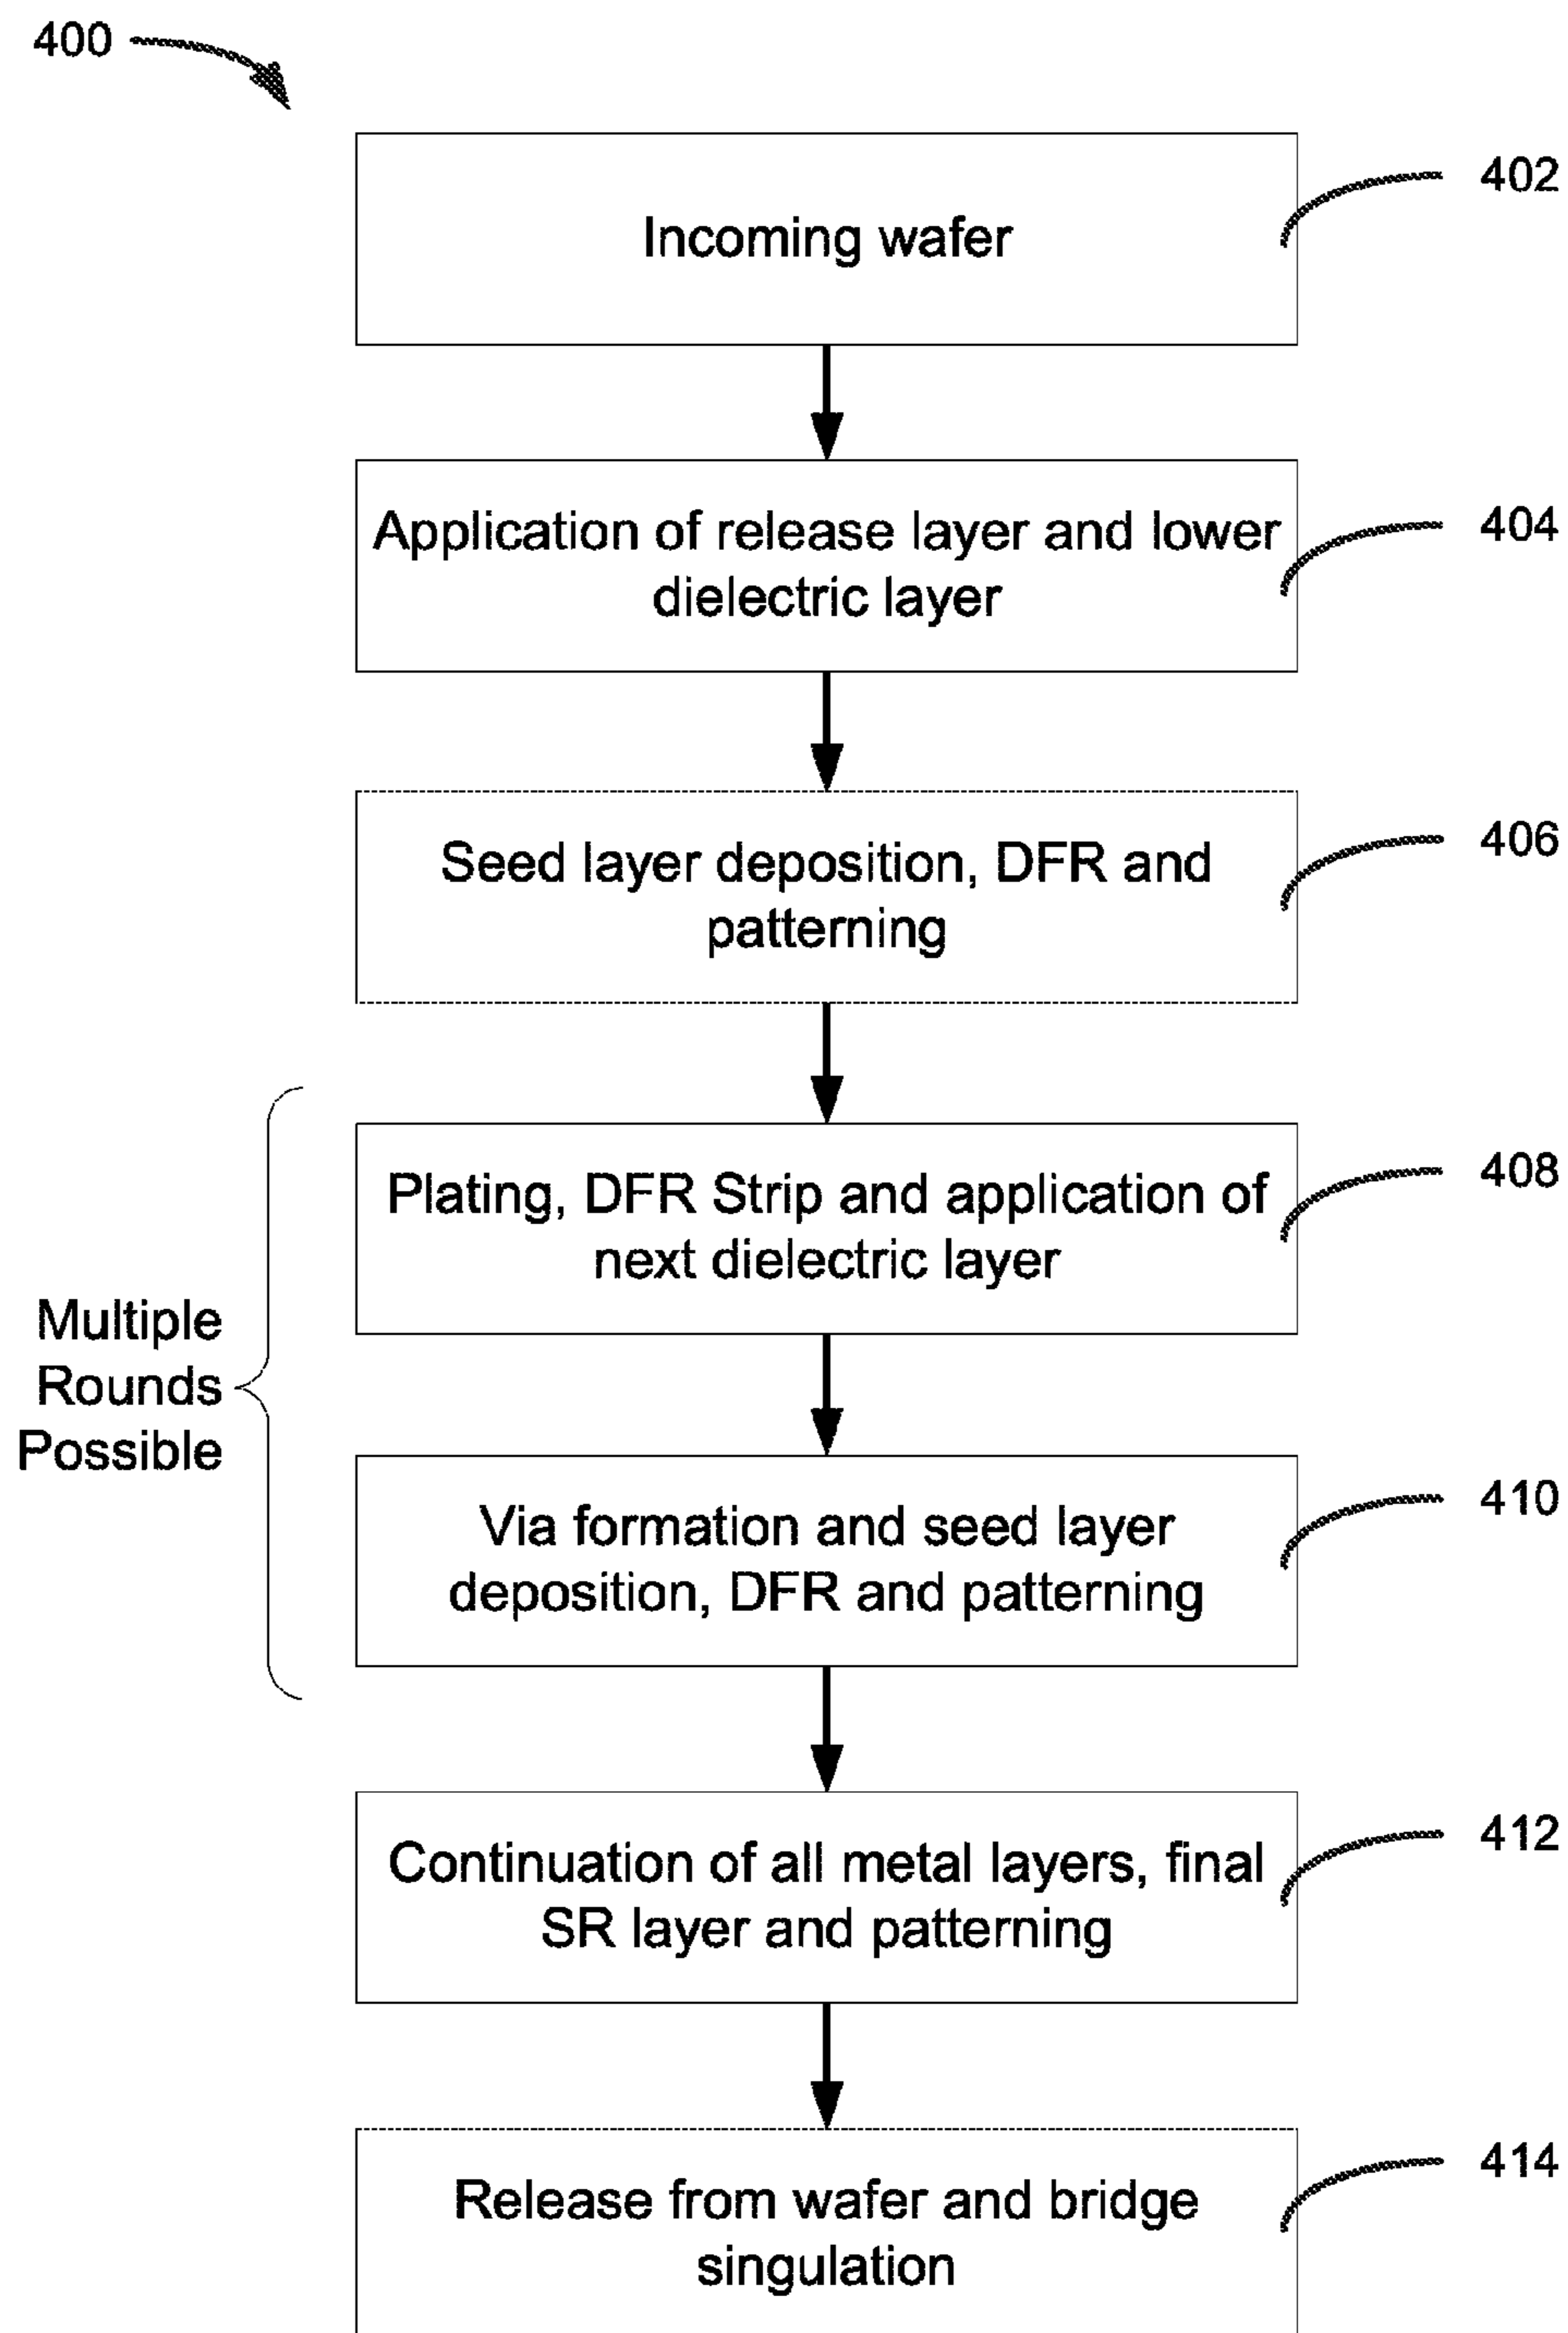 400
402
Incoming wafer
404
Application of release layer and lower
dielectric layer
406
Seed layer deposition, DFR and
patterning
408
Plating, DFR Strip and application of
next dielectric layer
Multiple
Rounds
Possible
410
Via formation and seed layer
deposition, DFR and patterning
412
Continuation of all metal layers, final
SR layer and patterning
414
Release from wafer and bridge
singulation